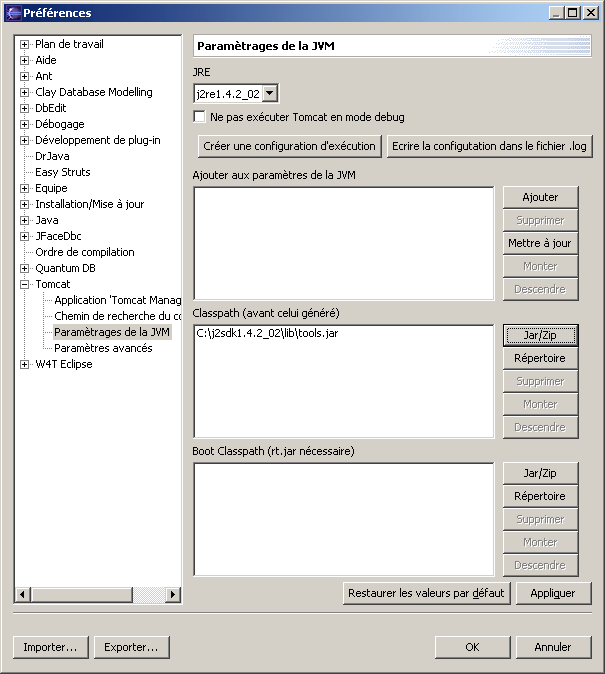 Préférences
Plan de travail
Aide
Ant
Clay Database Modelling
DbEdit
Débogage
Développement de plug-in
DrJava
Easy Struts
Equipe
Installation/Mise à jour
Java
JFaceDbc
Ordre de compilation
Quantum DB
Tomcat
Application 'Tomcat Manag
Chemin de recherche du co
Paramètrages de la JVM
Paramètres avancés
W4T Eclipse
Paramètrages de la JVM
JRE
j2re1.4.2_02
Ne pas exécuter Tomcat en mode debug
Créer une configuration d'exécution
Ecrire la configutation dans le fichier .log
Ajouter aux paramètres de la JVM
Ajouter
Supprimer
Mettre à jour
Monter
Descendre
Classpath (avant celui généré)
C:\j2sdk1.4.2_02\lib\tools.jar
Jar/Zip
Répertoire
Supprimer
Monter
Descendre
Boot Classpath (rt.jar nécessaire)
Jar/Zip
Répertoire
Supprimer
Monter
Descendre
Restaurer les valeurs par défaut
Appliquer
Importer...
Exporter...
OK
Annuler